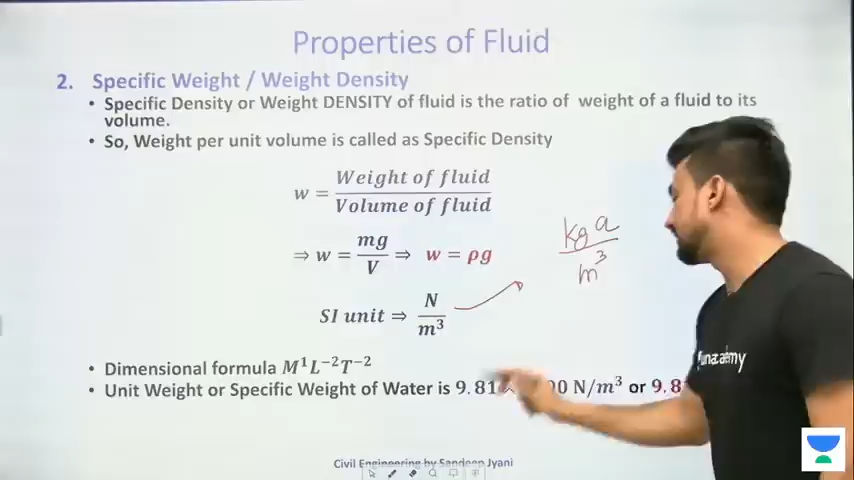 Properties of Fluid
2. Specific Weight / Weight Density
• Specific Density or Weight DENSITY of fluid is the ratio of weight of a fluid to its
volume.
• So, Weight per unit volume is called as Specific Density
w = Weight of fluid / Volume of fluid
⇒ w = mg / V ⇒ w = ρg
kg a / m³
SI unit ⇒ N / m³
• Dimensional formula M¹L⁻²T⁻²
• Unit Weight or Specific Weight of Water is 9.81 00 N/m³ or 9.8
unacademy
Civil Engineering by Sandeep Jyani